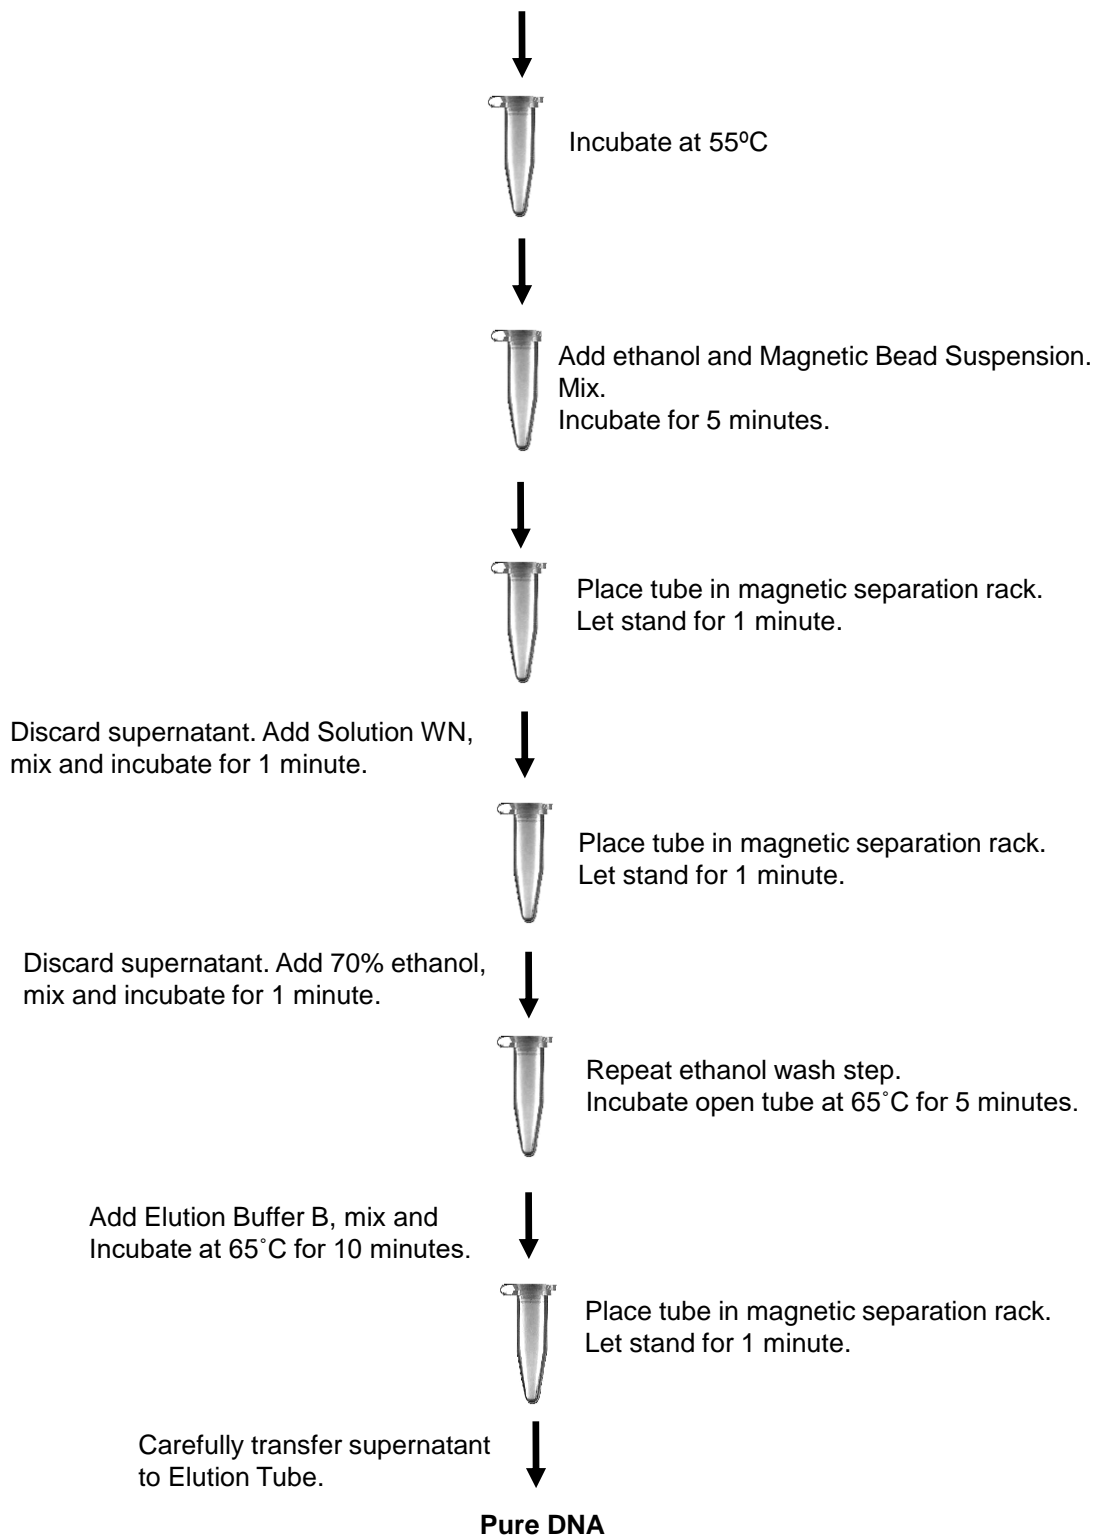 Incubate at 55ºC
Add ethanol and Magnetic Bead Suspension.
Mix.
Incubate for 5 minutes.
Place tube in magnetic separation rack.
Let stand for 1 minute.
Discard supernatant. Add Solution WN,
mix and incubate for 1 minute.
Place tube in magnetic separation rack.
Let stand for 1 minute.
Discard supernatant. Add 70% ethanol,
mix and incubate for 1 minute.
Repeat ethanol wash step.
Incubate open tube at 65˚C for 5 minutes.
Add Elution Buffer B, mix and
Incubate at 65˚C for 10 minutes.
Place tube in magnetic separation rack.
Let stand for 1 minute.
Carefully transfer supernatant
to Elution Tube.
Pure DNA